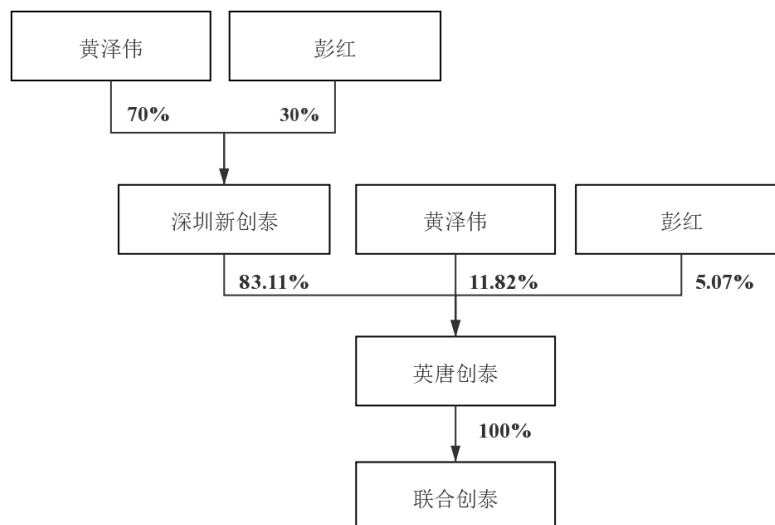 黄泽伟
彭红
70%
30%
深圳新创泰
黄泽伟
彭红
83.11%
11.82%
5.07%
英唐创泰
100%
联合创泰